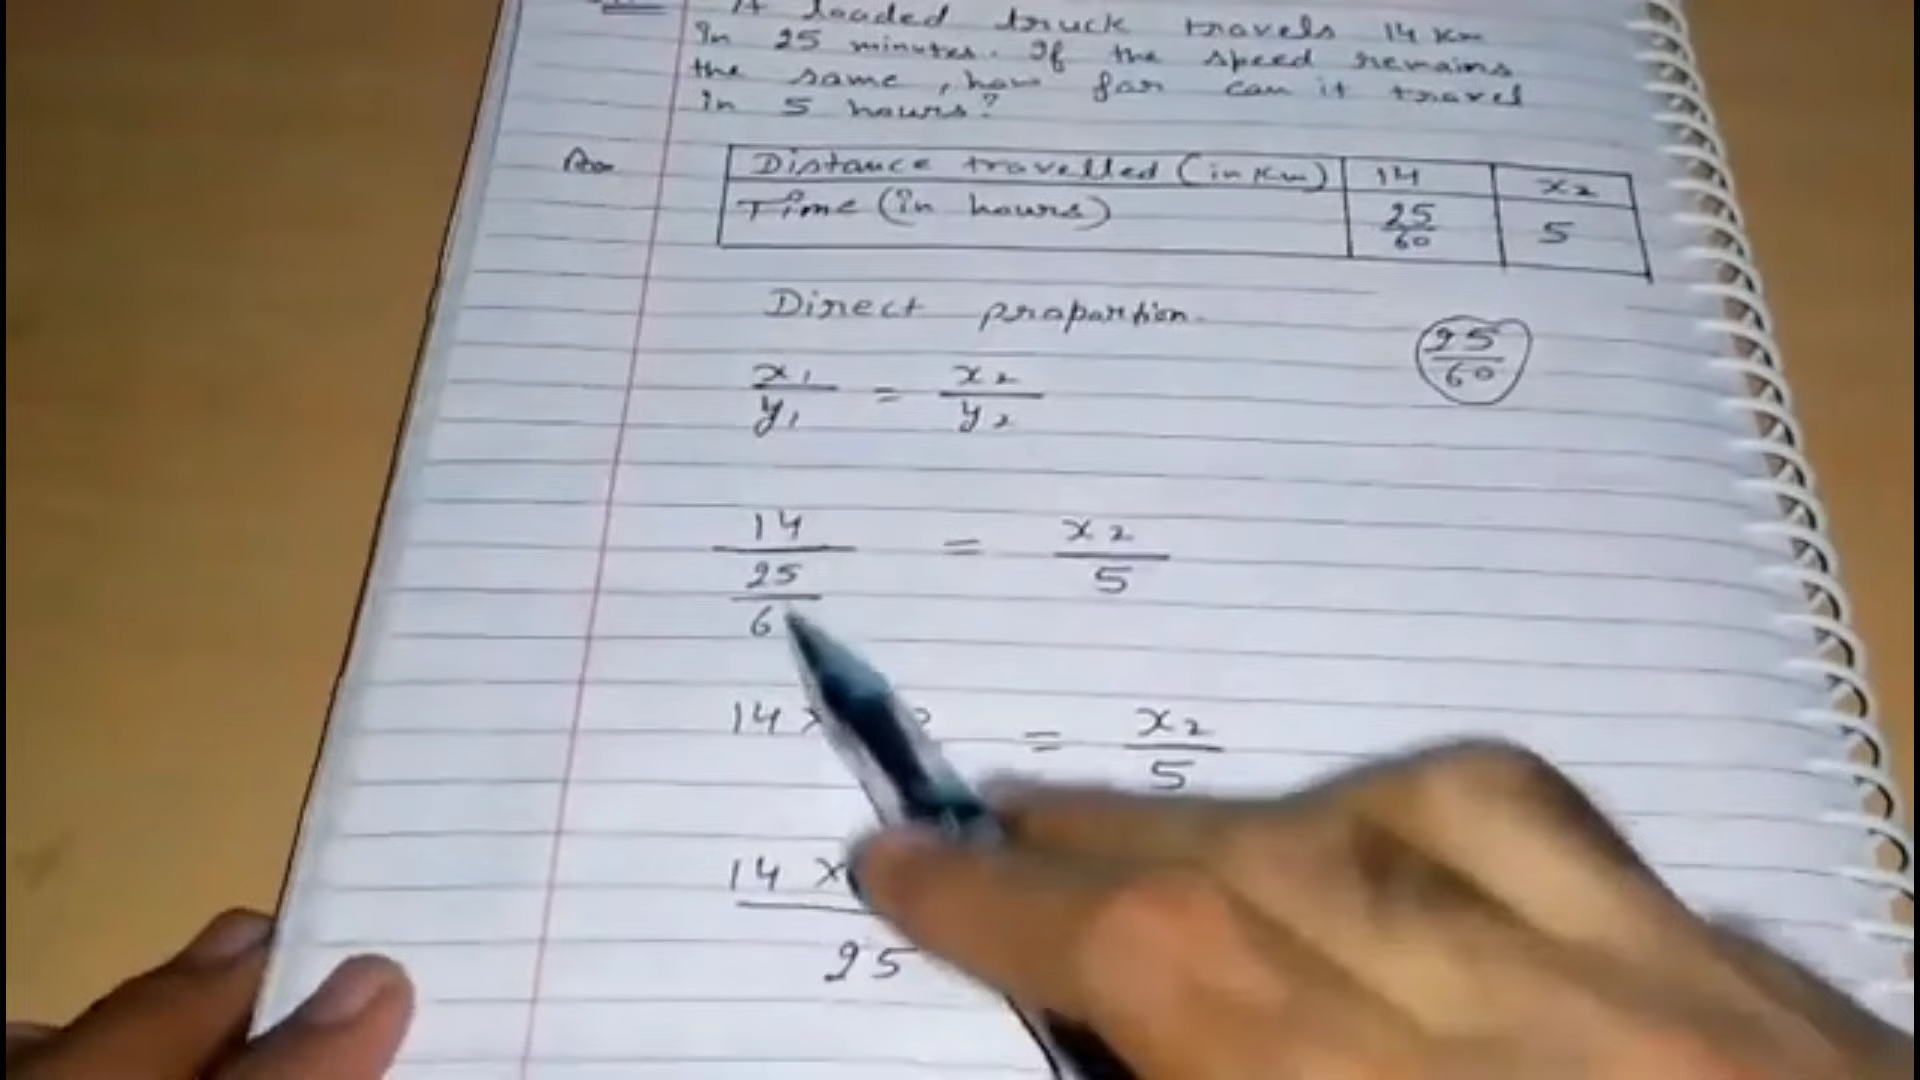 A loaded truck travels 14 Km
in 25 minutes. If the speed remains
the same, how far can it travel
in 5 hours?
Ans
Distance travelled (in Km) 14 x2
Time (in hours) 25/60 5
Direct proportion.
25/60
x1/y1 = x2/y2
14/(25/6 = x2/5
14 x = x2/5
14 x
25